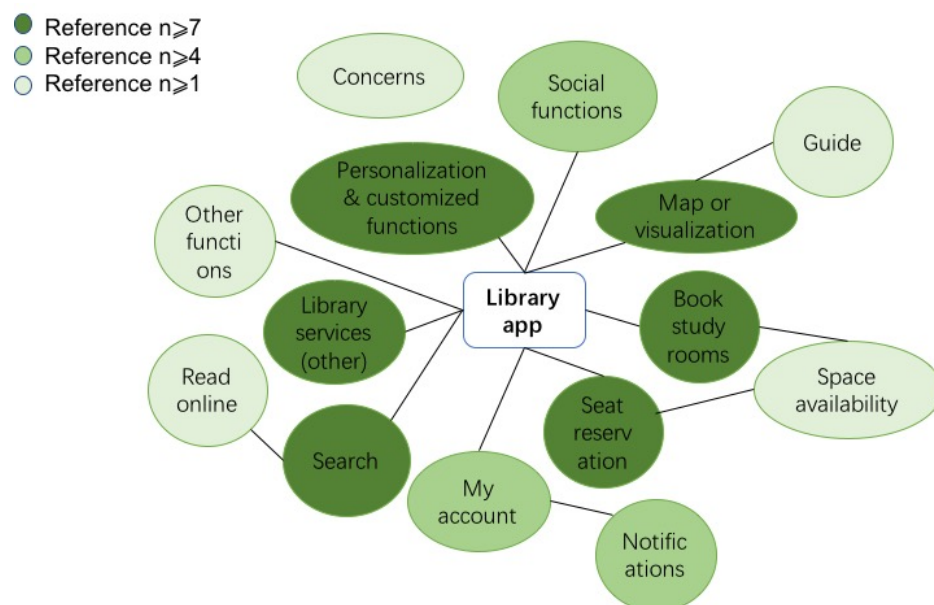 Reference n⩾7
Reference n⩾4
Reference n⩾1
Concerns
Social
functions
Guide
Personalization
& customized
functions
Map or
visualization
Other
functi
ons
Library
app
Book
study
rooms
Library
services
(other)
Read
online
Space
availability
Seat
reserv
ation
Search
My
account
Notific
ations